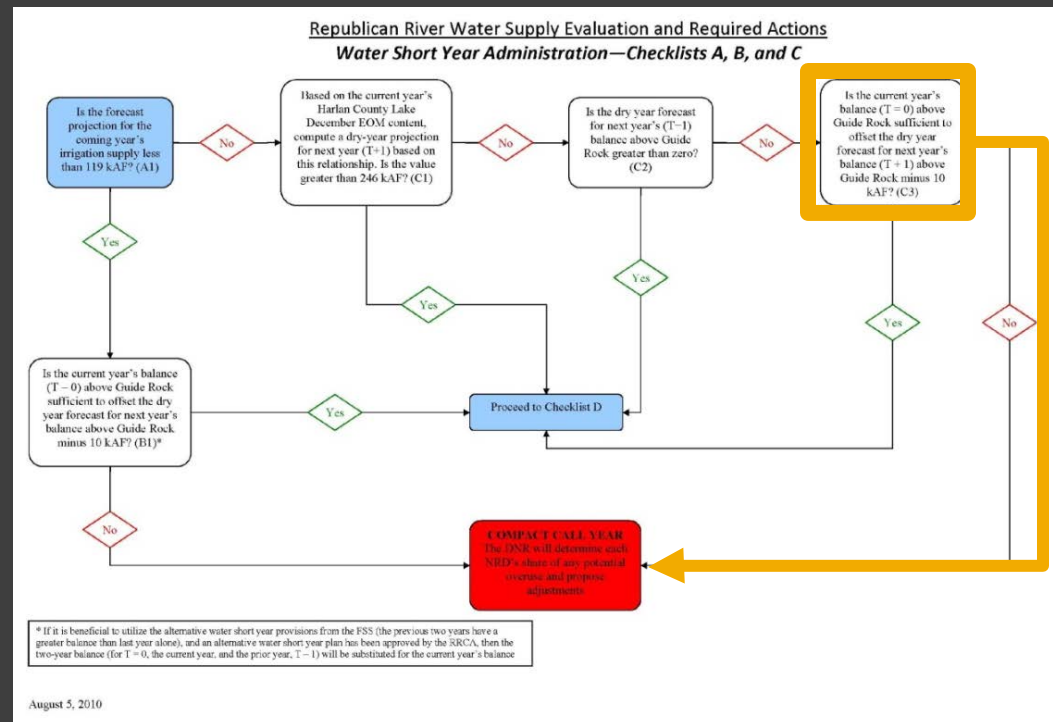 Republican River Water Supply Evaluation and Required Actions
Water Short Year Administration—Checklists A, B, and C
Is the forecast
projection for the
coming year's
irrigation supply less
than 119 kAF? (A1)
No
Based on the current year's
Harlan County Lake
December EOM content,
compute a dry-year projection
for next year (T+1) based on
this relationship. Is the value
greater than 246 kAF? (C1)
No
Is the dry year forecast
for next year's (T+1)
balance above Guide
Rock greater than zero?
(C2)
No
Is the current year's
balance (T = 0) above
Guide Rock sufficient to
offset the dry year
forecast for next year's
balance (T + 1) above
Guide Rock minus 10
kAF? (C3)
Yes
Yes
Yes
Yes
No
Is the current year's balance
(T = 0) above Guide Rock
sufficient to offset the dry
year forecast for next year's
balance above Guide Rock
minus 10 kAF? (B1)*
Yes
Proceed to Checklist D
No
COMPACT CALL YEAR
The DNR will determine each
NRD's share of any potential
overuse and propose
adjustments
* If it is beneficial to utilize the alternative water short year provisions from the FSS (the previous two years have a
greater balance than last year alone), and an alternative water short year plan has been approved by the RRCA, then the
two-year balance (for T = 0, the current year, and the prior year, T - 1) will be substituted for the current year's balance
August 5, 2010